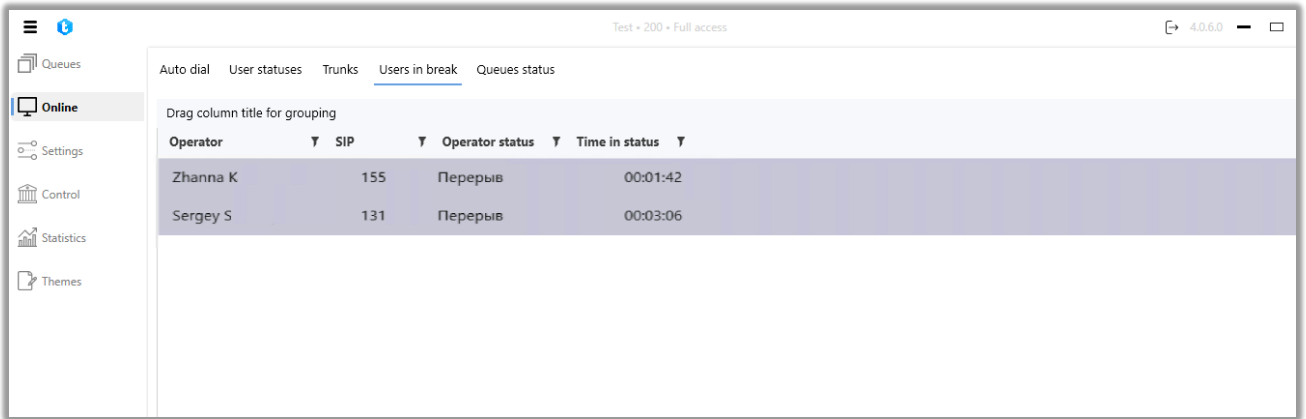 Test • 200 • Full access 4.0.6.0
Queues
Online
Settings
Control
Statistics
Themes
Auto dial User statuses Trunks Users in break Queues status
Drag column title for grouping
Operator SIP Operator status Time in status
Zhanna K 155 Перерыв 00:01:42
Sergey S 131 Перерыв 00:03:06